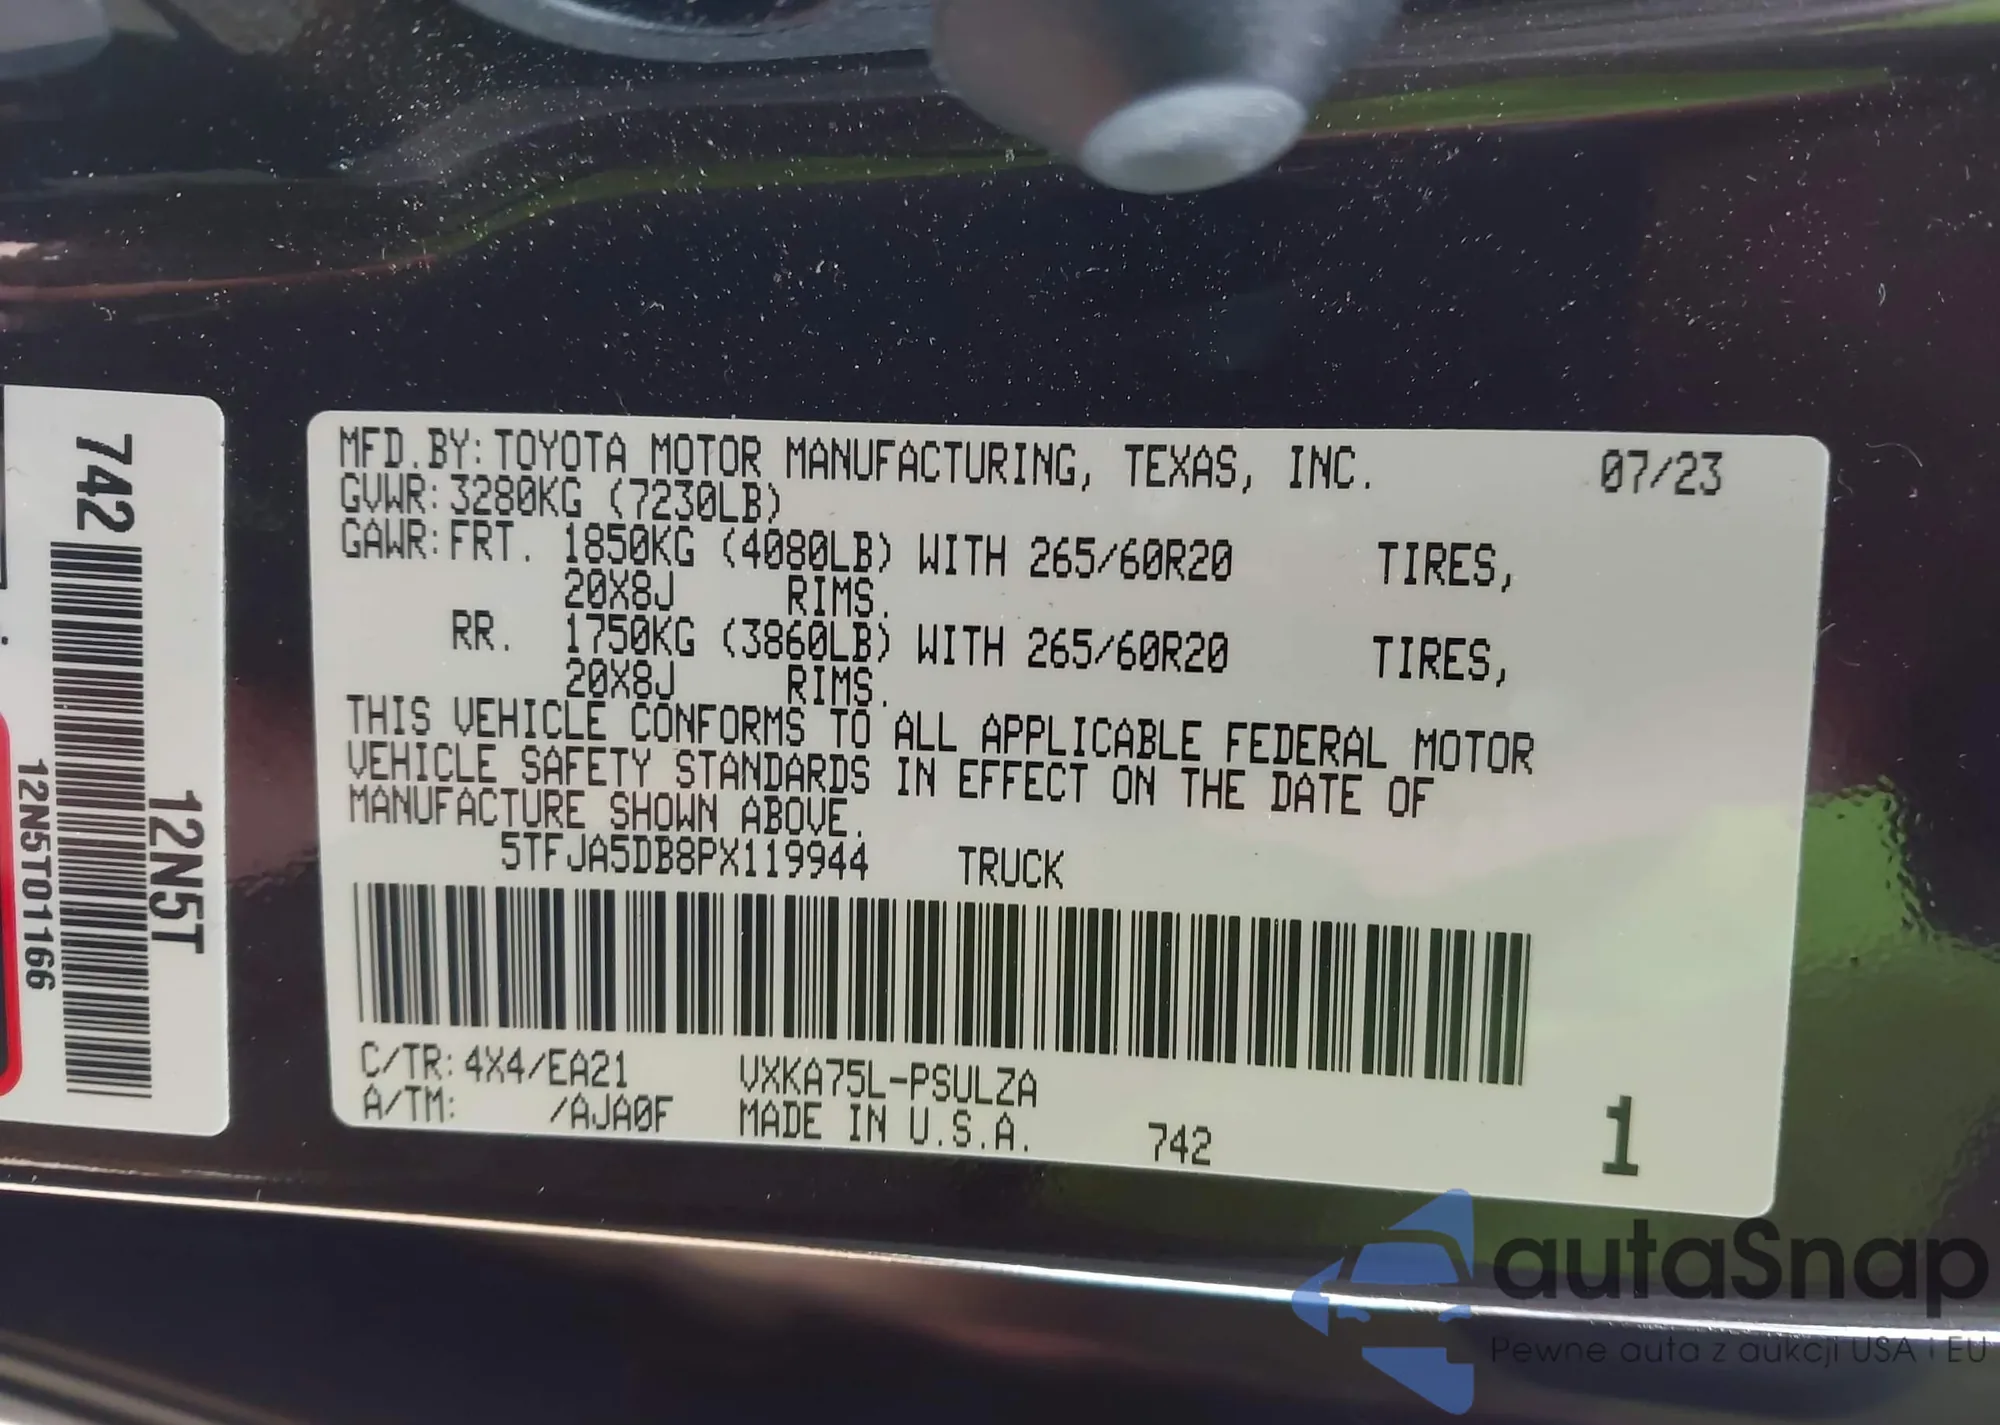 MFD.BY: TOYOTA MOTOR MANUFACTURING, TEXAS, INC. 07/23
GVWR: 3280KG (7230LB)
GAWR: FRT. 1850KG (4080LB) WITH 265/60R20 TIRES,
20X8J RIMS.
RR. 1750KG (3860LB) WITH 265/60R20 TIRES,
20X8J RIMS.
THIS VEHICLE CONFORMS TO ALL APPLICABLE FEDERAL MOTOR
VEHICLE SAFETY STANDARDS IN EFFECT ON THE DATE OF
MANUFACTURE SHOWN ABOVE.
5TFJA5DB8PX119944 TRUCK
C/TR: 4X4/EA21 VXKA75L-PSULZA
A/TM: /AJA0F MADE IN U.S.A. 742 1
742
12N5T
12N5T01166
autaSnap
Pewne auta z aukcji USA i EU